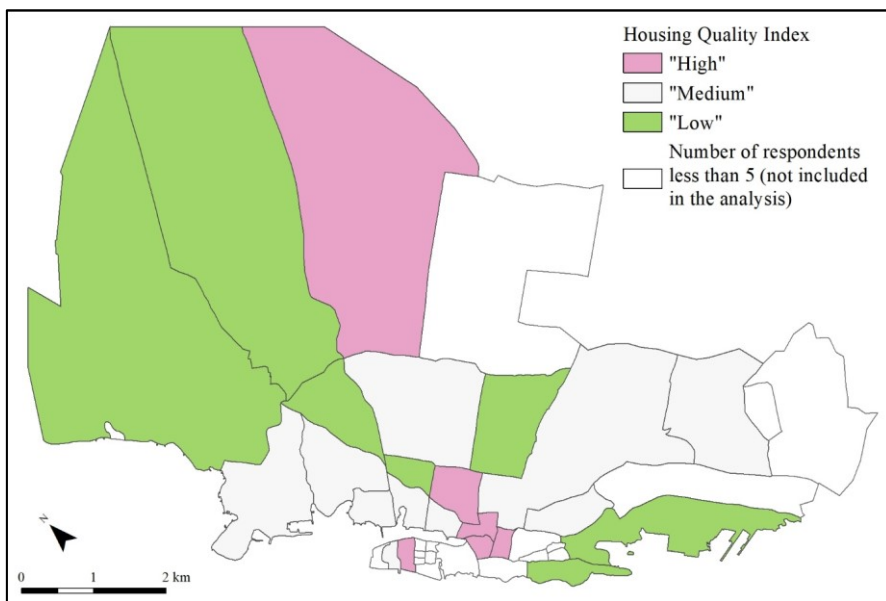 Housing Quality Index
"High"
"Medium"
"Low"
Number of respondents
less than 5 (not included
in the analysis)
N
0 1 2 km